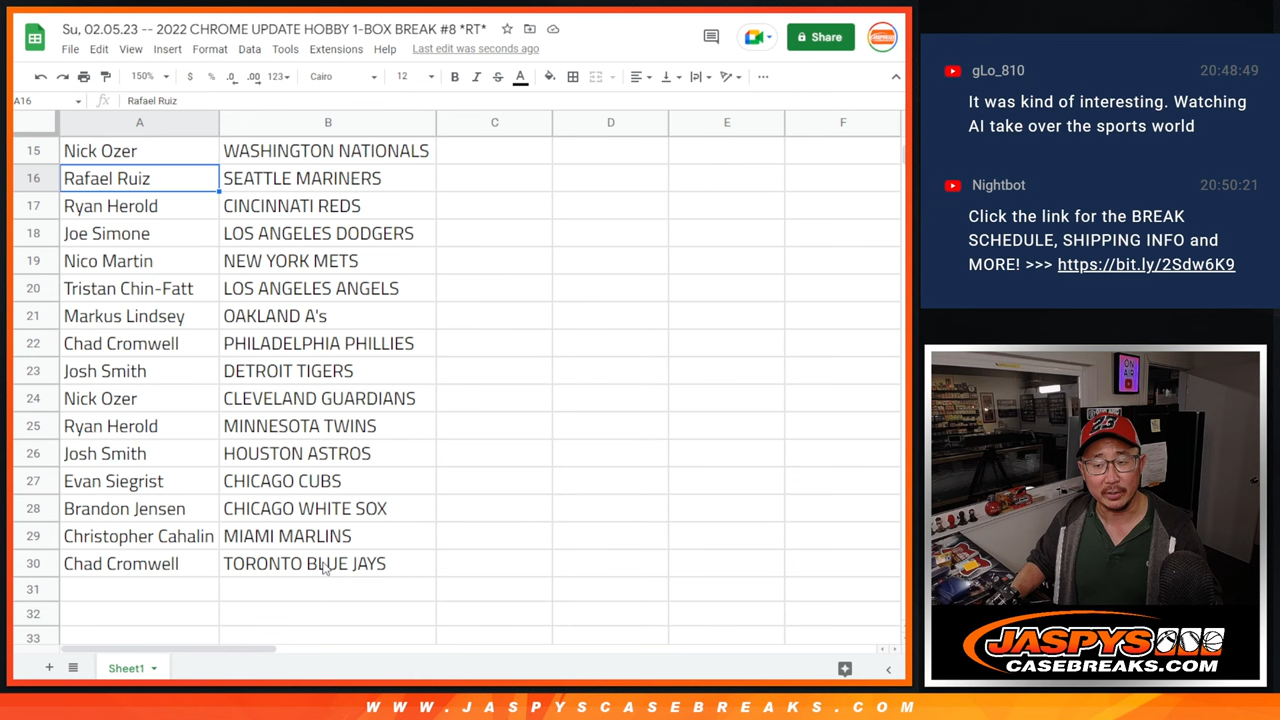 Su, 02.05.23 -- 2022 CHROME UPDATE HOBBY 1-BOX BREAK #8 *RT*
File Edit View Insert Format Data Tools Extensions Help Last edit was seconds ago
Share
150% $ % .0 .00 123 Cairo 12 B I S A
A16 fx Rafael Ruiz
A B C D E F
15 Nick Ozer WASHINGTON NATIONALS
16 Rafael Ruiz SEATTLE MARINERS
17 Ryan Herold CINCINNATI REDS
18 Joe Simone LOS ANGELES DODGERS
19 Nico Martin NEW YORK METS
20 Tristan Chin-Fatt LOS ANGELES ANGELS
21 Markus Lindsey OAKLAND A's
22 Chad Cromwell PHILADELPHIA PHILLIES
23 Josh Smith DETROIT TIGERS
24 Nick Ozer CLEVELAND GUARDIANS
25 Ryan Herold MINNESOTA TWINS
26 Josh Smith HOUSTON ASTROS
27 Evan Siegrist CHICAGO CUBS
28 Brandon Jensen CHICAGO WHITE SOX
29 Christopher Cahalin MIAMI MARLINS
30 Chad Cromwell TORONTO BLUE JAYS
31
32
33
Sheet1
gLo_810 20:48:49
It was kind of interesting. Watching
AI take over the sports world
Nightbot 20:50:21
Click the link for the BREAK
SCHEDULE, SHIPPING INFO and
MORE! >>> https://bit.ly/2Sdw6K9
ON
AIR
23
JASPYS
CASEBREAKS.COM
WWW.JASPYSCASEBREAKS.COM